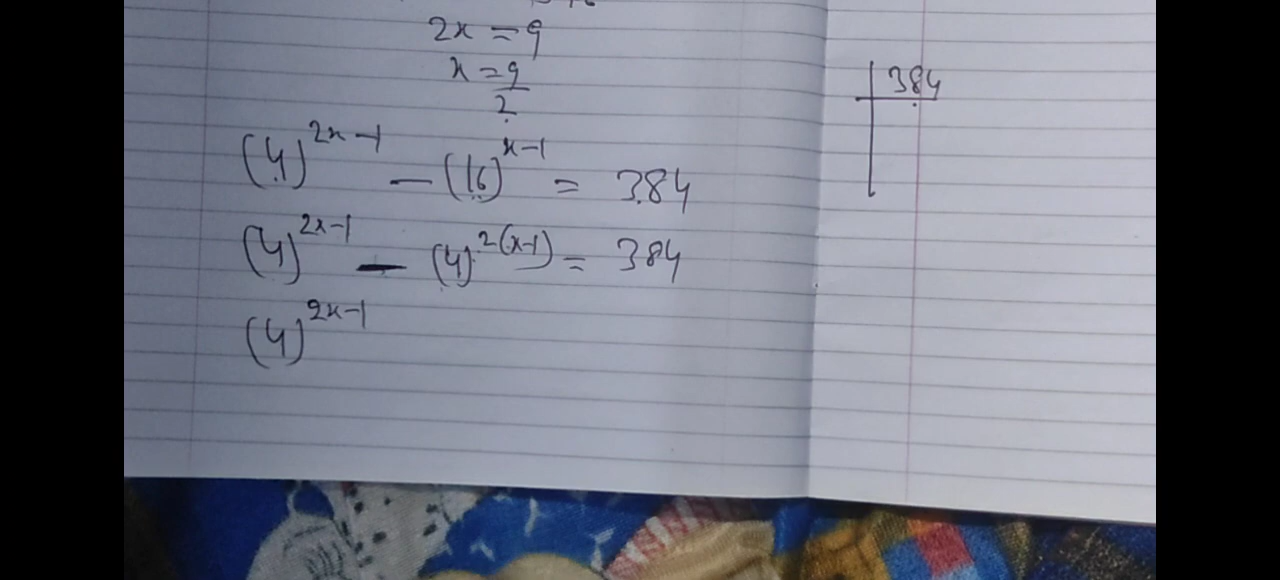 2x = 9
x = 9/2
(4)^{2x-1} - (16)^{x-1} = 384
(4)^{2x-1} - (4)^{2(x-1)} = 384
(4)^{2x-1}
384